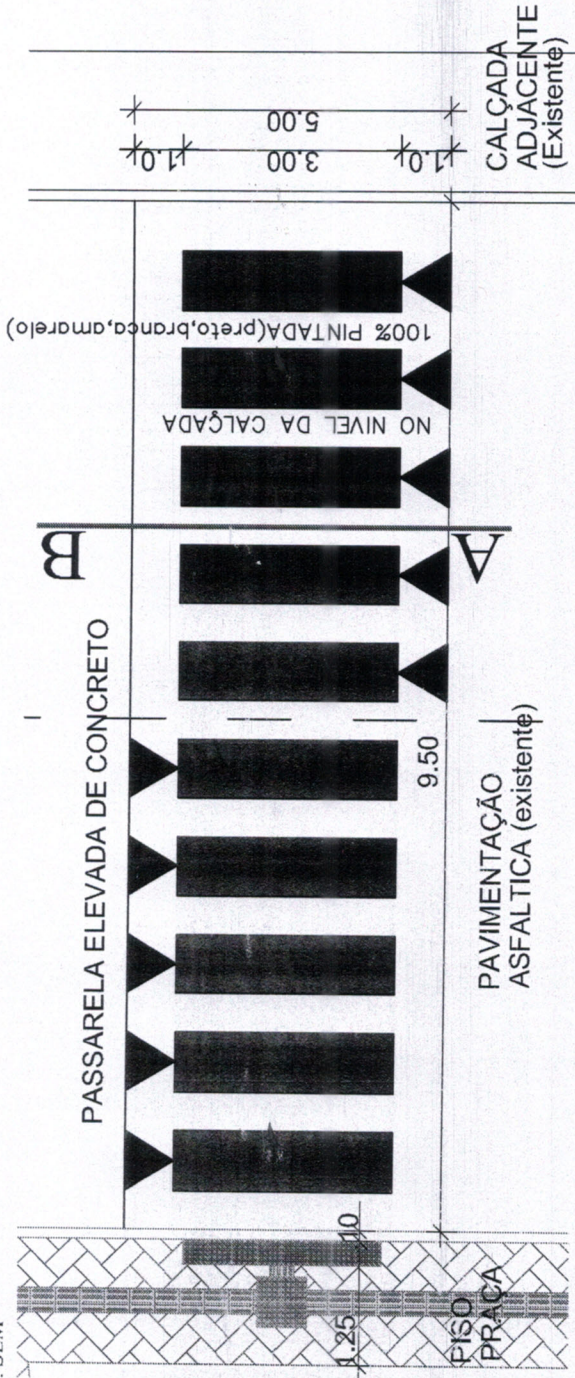 PASSARELA ELEVADA DE CONCRETO
B
A
NO NIVEL DA CALÇADA
100% PINTADA(preto,branca,amarelo)
1.0
3.00
1.0
5.00
CALÇADA
ADJACENTE
(Existente)
9.50
PAVIMENTAÇÃO
ASFALTICA (existente)
10
1.25
PISO
PRAÇA